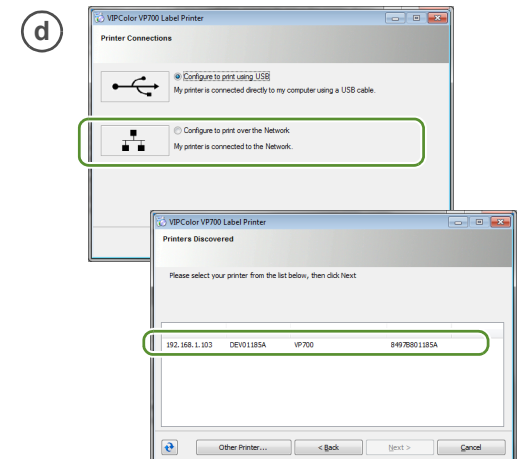 d
VIPColor VP700 Label Printer
Printer Connections
Configure to print using USB
My printer is connected directly to my computer using a USB cable.
Configure to print over the Network
My printer is connected to the Network.
VIPColor VP700 Label Printer
Printers Discovered
Please select your printer from the list below, then click Next
192.168.1.103 DEV01185A VP700 8497B801185A
Other Printer... < Back Next > Cancel